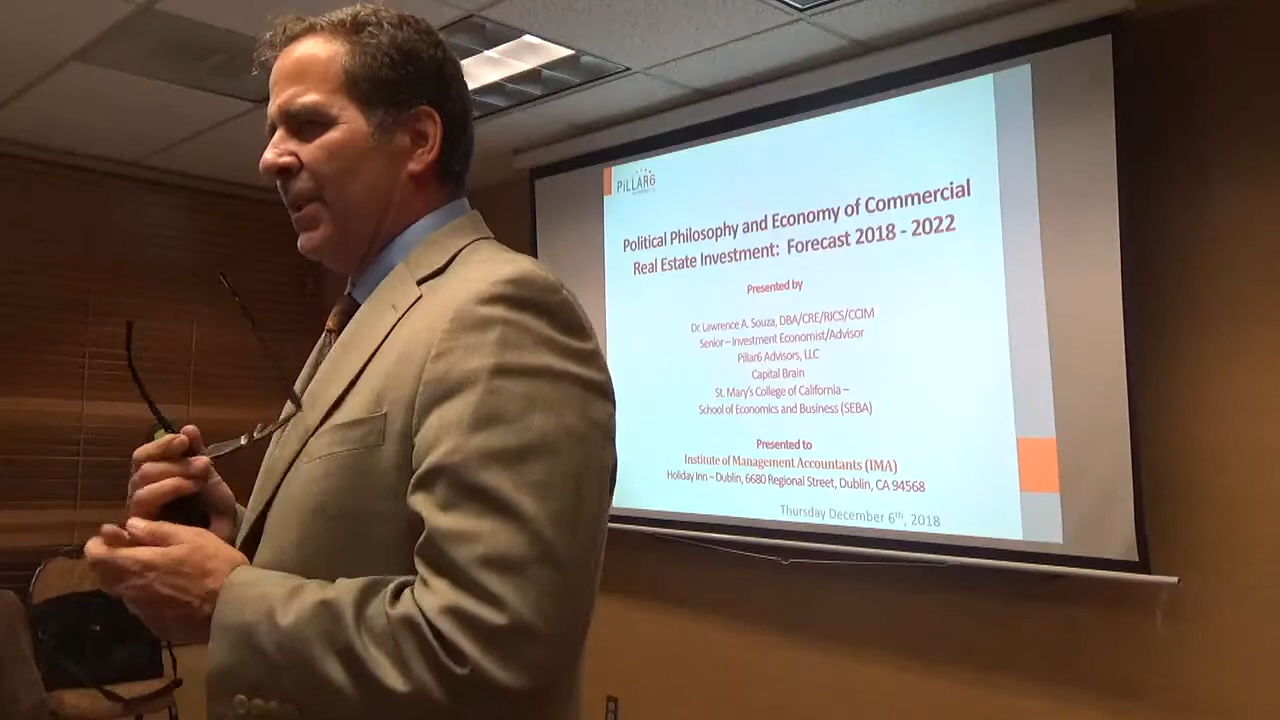 PiLLAR6
Political Philosophy and Economy of Commercial
Real Estate Investment: Forecast 2018 - 2022
Presented by
Dr. Lawrence A. Souza, DBA/CRE/RICS/CCIM
Senior – Investment Economist/Advisor
Pillar6 Advisors, LLC
Capital Brain
St. Mary's College of California –
School of Economics and Business (SEBA)
Presented to
Institute of Management Accountants (IMA)
Holiday Inn – Dublin, 6680 Regional Street, Dublin, CA 94568
Thursday December 6th, 2018